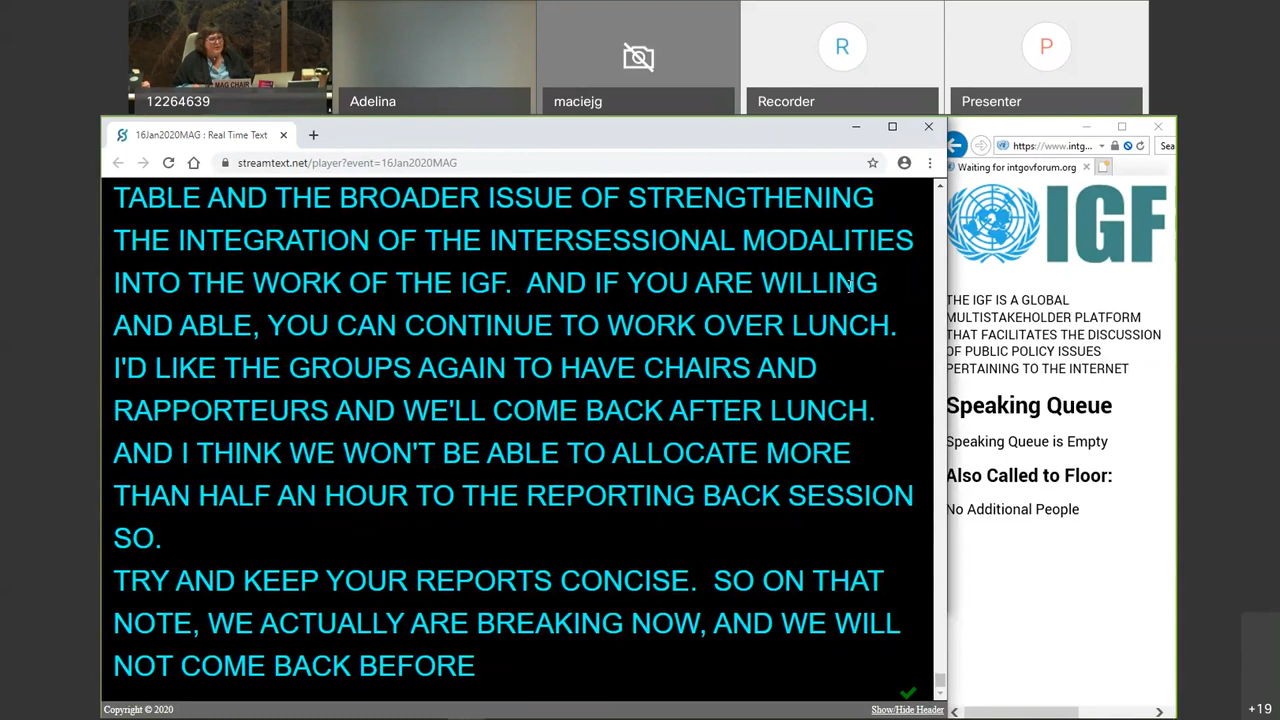 MAG CHAIR
12264639
Adelina
maciejg
R
Recorder
P
Presenter
16Jan2020MAG : Real Time Text
streamtext.net/player?event=16Jan2020MAG
TABLE AND THE BROADER ISSUE OF STRENGTHENING
THE INTEGRATION OF THE INTERSESSIONAL MODALITIES
INTO THE WORK OF THE IGF.  AND IF YOU ARE WILLING
AND ABLE, YOU CAN CONTINUE TO WORK OVER LUNCH.
I'D LIKE THE GROUPS AGAIN TO HAVE CHAIRS AND
RAPPORTEURS AND WE'LL COME BACK AFTER LUNCH.
AND I THINK WE WON'T BE ABLE TO ALLOCATE MORE
THAN HALF AN HOUR TO THE REPORTING BACK SESSION
SO.
TRY AND KEEP YOUR REPORTS CONCISE.  SO ON THAT
NOTE, WE ACTUALLY ARE BREAKING NOW, AND WE WILL
NOT COME BACK BEFORE
Copyright © 2020
Show/Hide Header
https://www.intg...
Sea
Waiting for intgovforum.org
IGF
THE IGF IS A GLOBAL
MULTISTAKEHOLDER PLATFORM
THAT FACILITATES THE DISCUSSION
OF PUBLIC POLICY ISSUES
PERTAINING TO THE INTERNET
Speaking Queue
Speaking Queue is Empty
Also Called to Floor:
No Additional People
+19